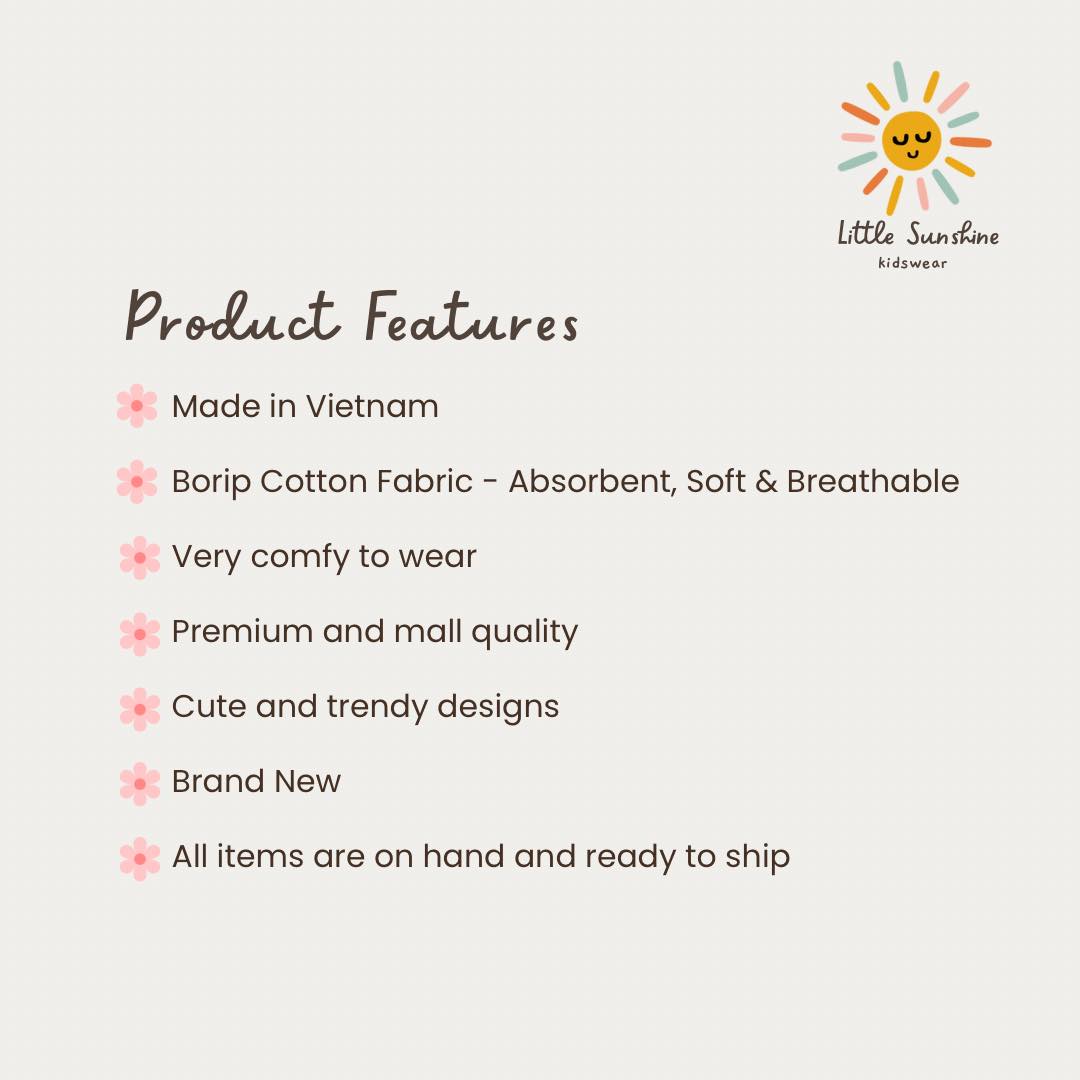 Little Sunshine
kidswear
Product Features
Made in Vietnam
Borip Cotton Fabric - Absorbent, Soft & Breathable
Very comfy to wear
Premium and mall quality
Cute and trendy designs
Brand New
All items are on hand and ready to ship